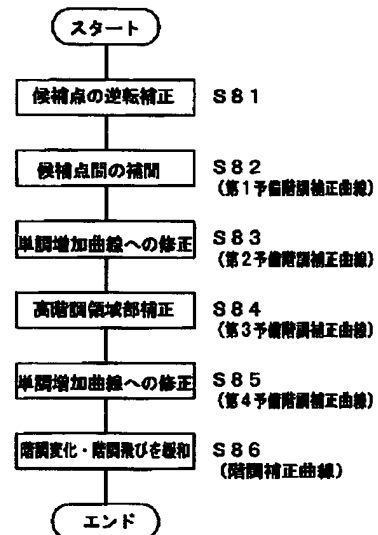 スタート
候補点の逆転補正 S81
候補点間の補間 S82
(第1予備階調補正曲線)
単調増加曲線への修正 S83
(第2予備階調補正曲線)
高階調領域部補正 S84
(第3予備階調補正曲線)
単調増加曲線への修正 S85
(第4予備階調補正曲線)
階調変化・階調飛びを緩和 S86
(階調補正曲線)
エンド